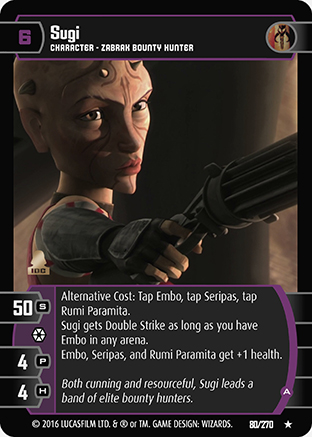 6
Sugi
CHARACTER - ZABRAK BOUNTY HUNTER
IDC
50 S
4 P
4 H
Alternative Cost: Tap Embo, tap Seripas, tap
Rumi Paramita.
Sugi gets Double Strike as long as you have
Embo in any arena.
Embo, Seripas, and Rumi Paramita get +1 health.
Both cunning and resourceful, Sugi leads a
band of elite bounty hunters.
A
© 2016 LUCASFILM LTD. & ® or TM. GAME DESIGN: WIZARDS.
80/270 ★